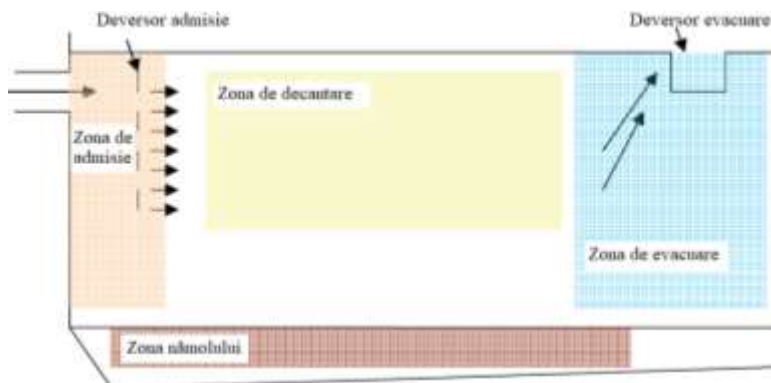 Deversor admisie
Deversor evacuare
Zona de decantare
Zona de
admisie
Zona de evacuare
Zona nămolului